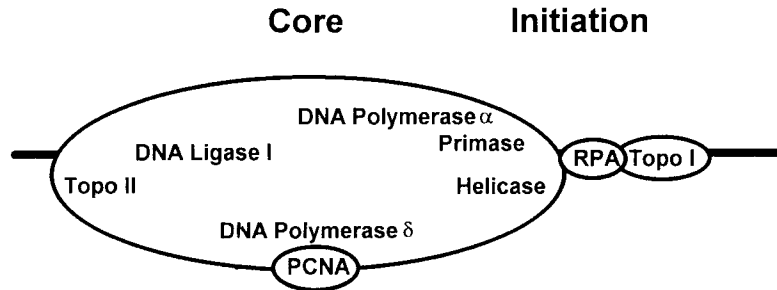 Core Initiation
DNA Polymerase α
Primase
DNA Ligase I
RPA Topo I
Topo II
Helicase
DNA Polymerase δ
PCNA